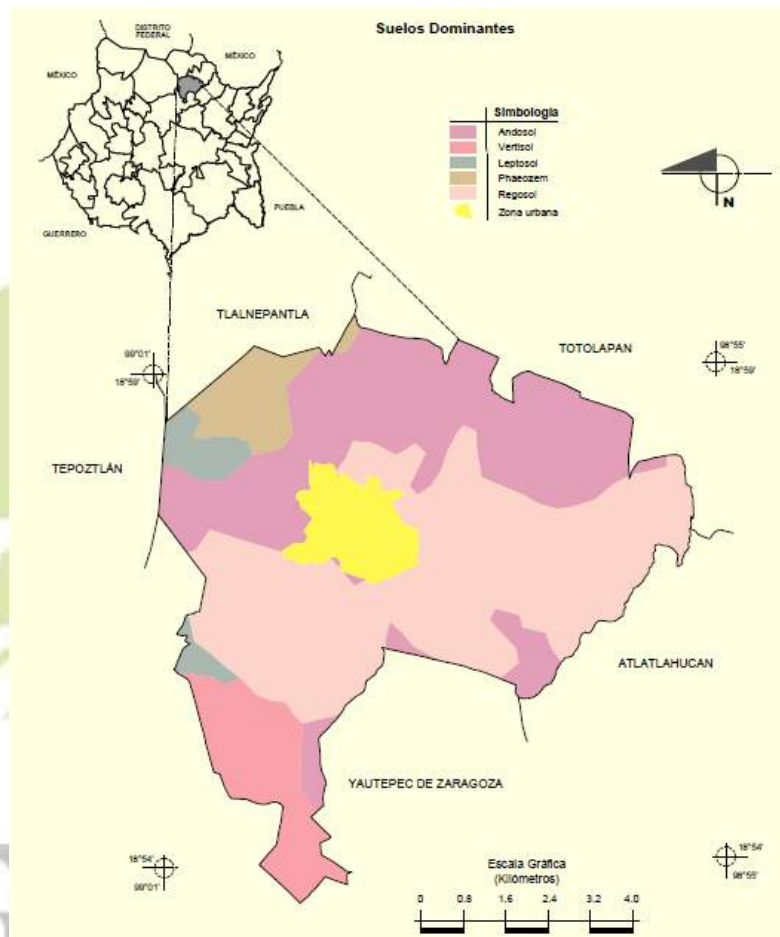 Suelos Dominantes
DISTRITO
FEDERAL
MÉXICO
MÉXICO
PUEBLA
GUERRERO
Simbología
Andosol
Vertisol
Leptosol
Phaeozem
Regosol
Zona urbana
N
TLALNEPANTLA
TOTOLAPAN
99°01'
18°59'
98°55'
18°59'
TEPOZTLÁN
ATLATLAHUCAN
YAUTEPEC DE ZARAGOZA
18°54'
99°01'
18°54'
98°55'
Escala Gráfica
(Kilómetros)
0 0.8 1.6 2.4 3.2 4.0